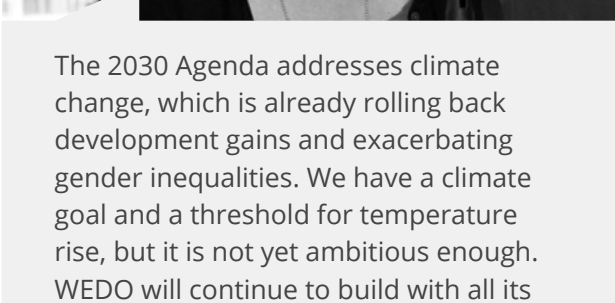 The 2030 Agenda addresses climate
change, which is already rolling back
development gains and exacerbating
gender inequalities. We have a climate
goal and a threshold for temperature
rise, but it is not yet ambitious enough.
WEDO will continue to build with all its